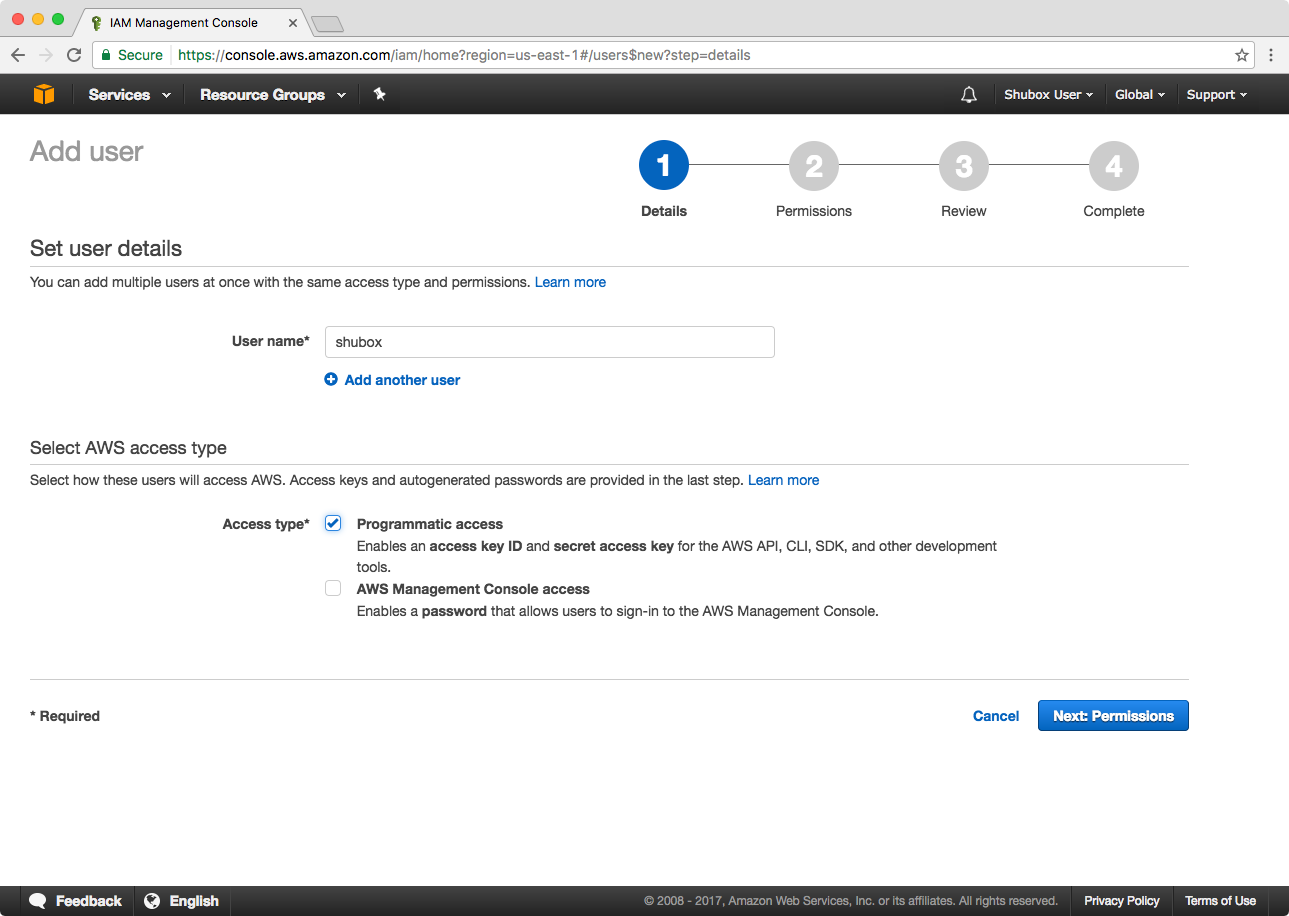 IAM Management Console
Secure https://console.aws.amazon.com/iam/home?region=us-east-1#/users$new?step=details
Services Resource Groups Shubox User Global Support
Add user
1 2 3 4
Details Permissions Review Complete
Set user details
You can add multiple users at once with the same access type and permissions. Learn more
User name* shubox
Add another user
Select AWS access type
Select how these users will access AWS. Access keys and autogenerated passwords are provided in the last step. Learn more
Access type* Programmatic access
Enables an access key ID and secret access key for the AWS API, CLI, SDK, and other development
tools.
AWS Management Console access
Enables a password that allows users to sign-in to the AWS Management Console.
* Required Cancel Next: Permissions
Feedback English © 2008 - 2017, Amazon Web Services, Inc. or its affiliates. All rights reserved. Privacy Policy Terms of Use